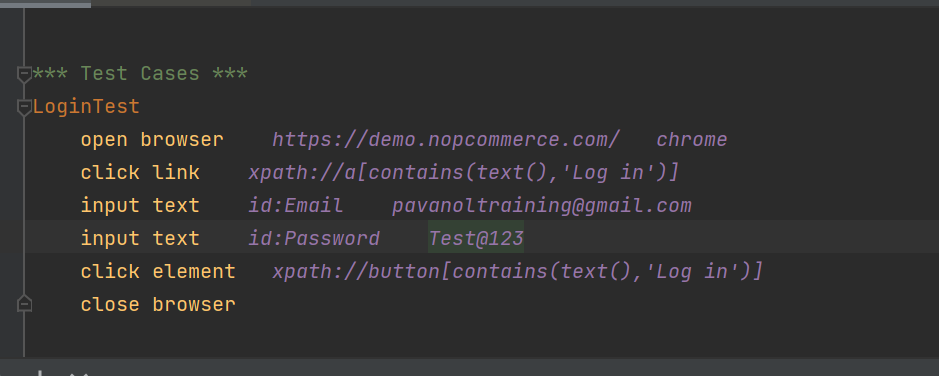 *** Test Cases ***
LoginTest
open browser    https://demo.nopcommerce.com/   chrome
click link    xpath://a[contains(text(),'Log in')]
input text    id:Email    pavanoltraining@gmail.com
input text    id:Password    Test@123
click element   xpath://button[contains(text(),'Log in')]
close browser